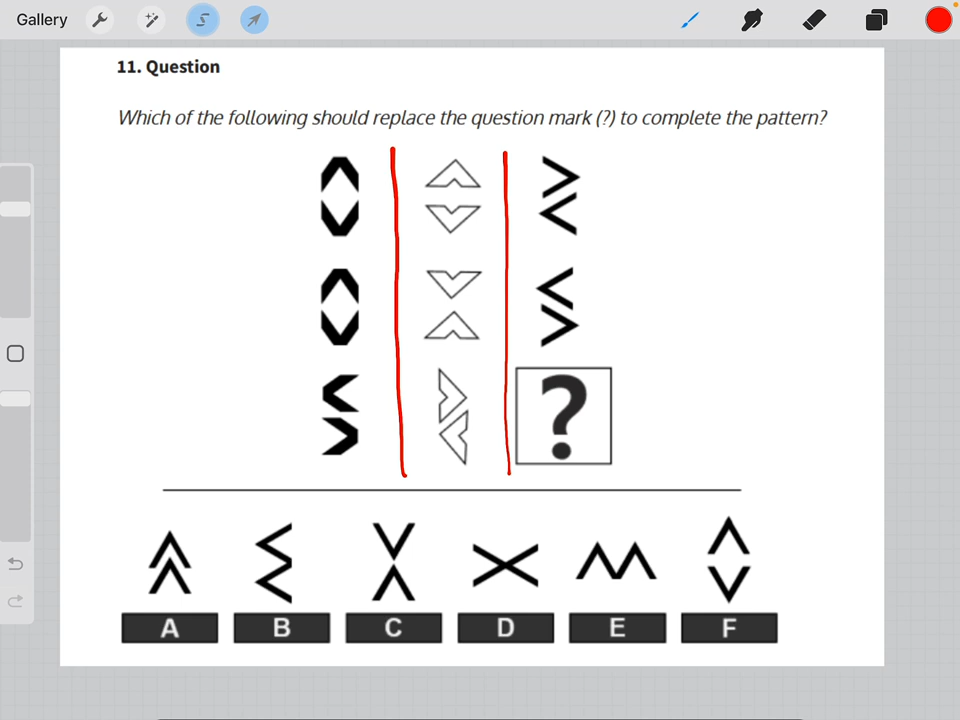 Gallery
11. Question
Which of the following should replace the question mark (?) to complete the pattern?
?
A B C D E F